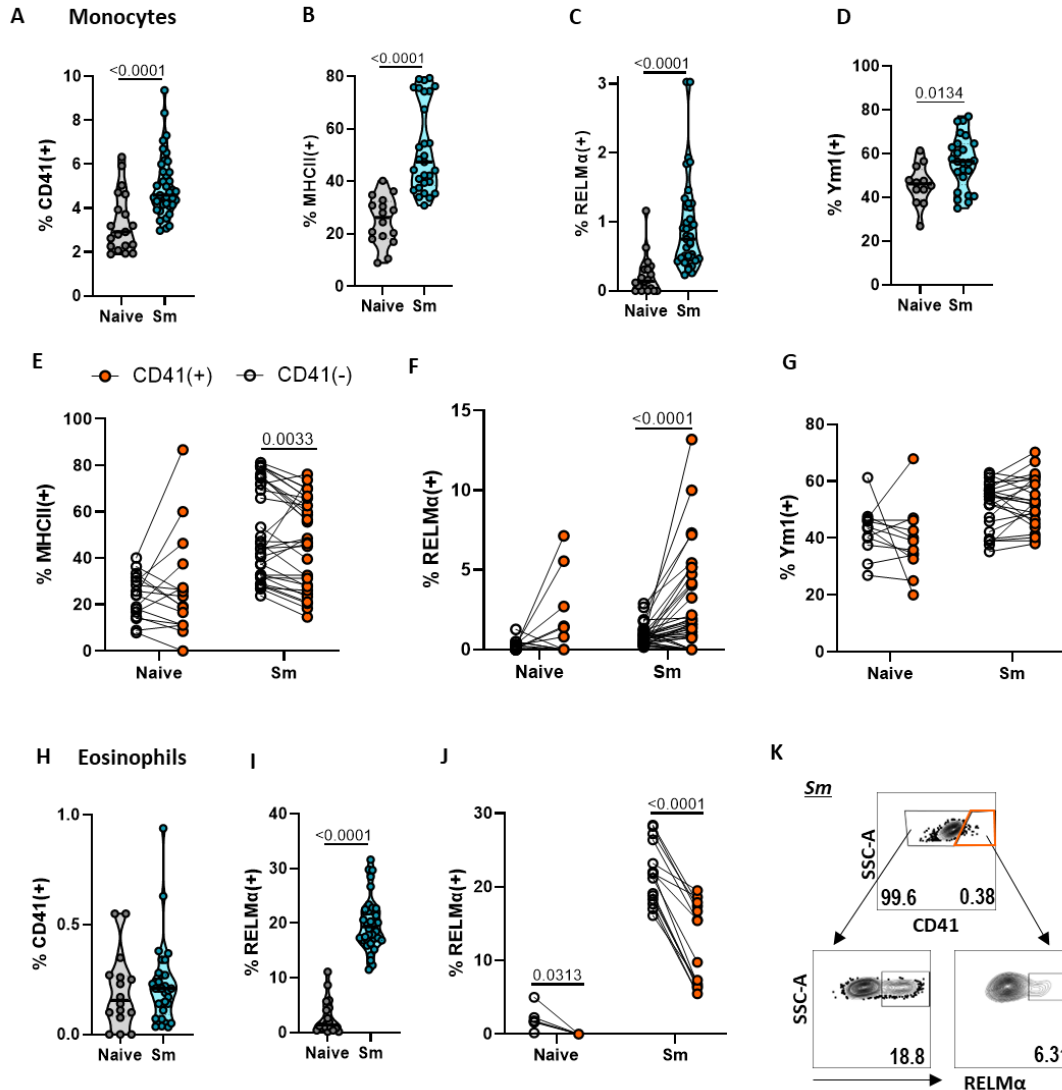 A Monocytes
% CD41(+)
10
8
6
4
2
0
<0.0001
Naive Sm
B
% MHCII(+)
80
60
40
20
0
<0.0001
Naive Sm
C
% RELMα(+)
3
2
1
0
<0.0001
Naive Sm
D
% Ym1(+)
100
80
60
40
20
0
0.0134
Naive Sm
E
CD41(+) CD41(-)
% MHCII(+)
100
80
60
40
20
0
0.0033
Naive Sm
F
% RELMα(+)
15
10
5
0
<0.0001
Naive Sm
G
% Ym1(+)
80
60
40
20
0
Naive Sm
H Eosinophils
% CD41(+)
1.0
0.5
0.0
Naive Sm
I
% RELMα(+)
40
30
20
10
0
<0.0001
Naive Sm
J
% RELMα(+)
30
20
10
0
0.0313
<0.0001
Naive Sm
K
Sm
SSC-A
99.6 0.38
CD41
SSC-A
18.8
RELMα